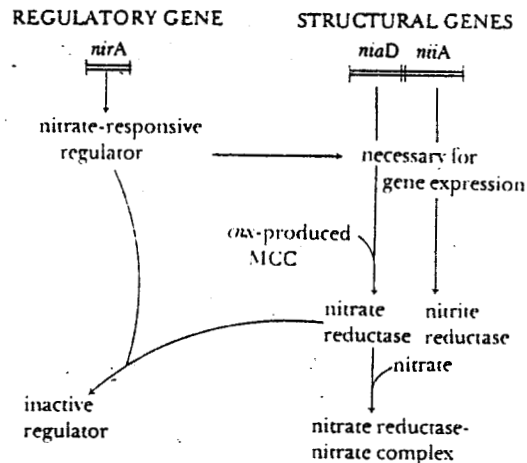 REGULATORY GENE
STRUCTURAL GENES
nirA
niaD niiA
nitrate-responsive
regulator
necessary for
gene expression
cnx-produced
MCC
nitrate
reductase
nitrite
reductase
nitrate
inactive
regulator
nitrate reductase-
nitrate complex